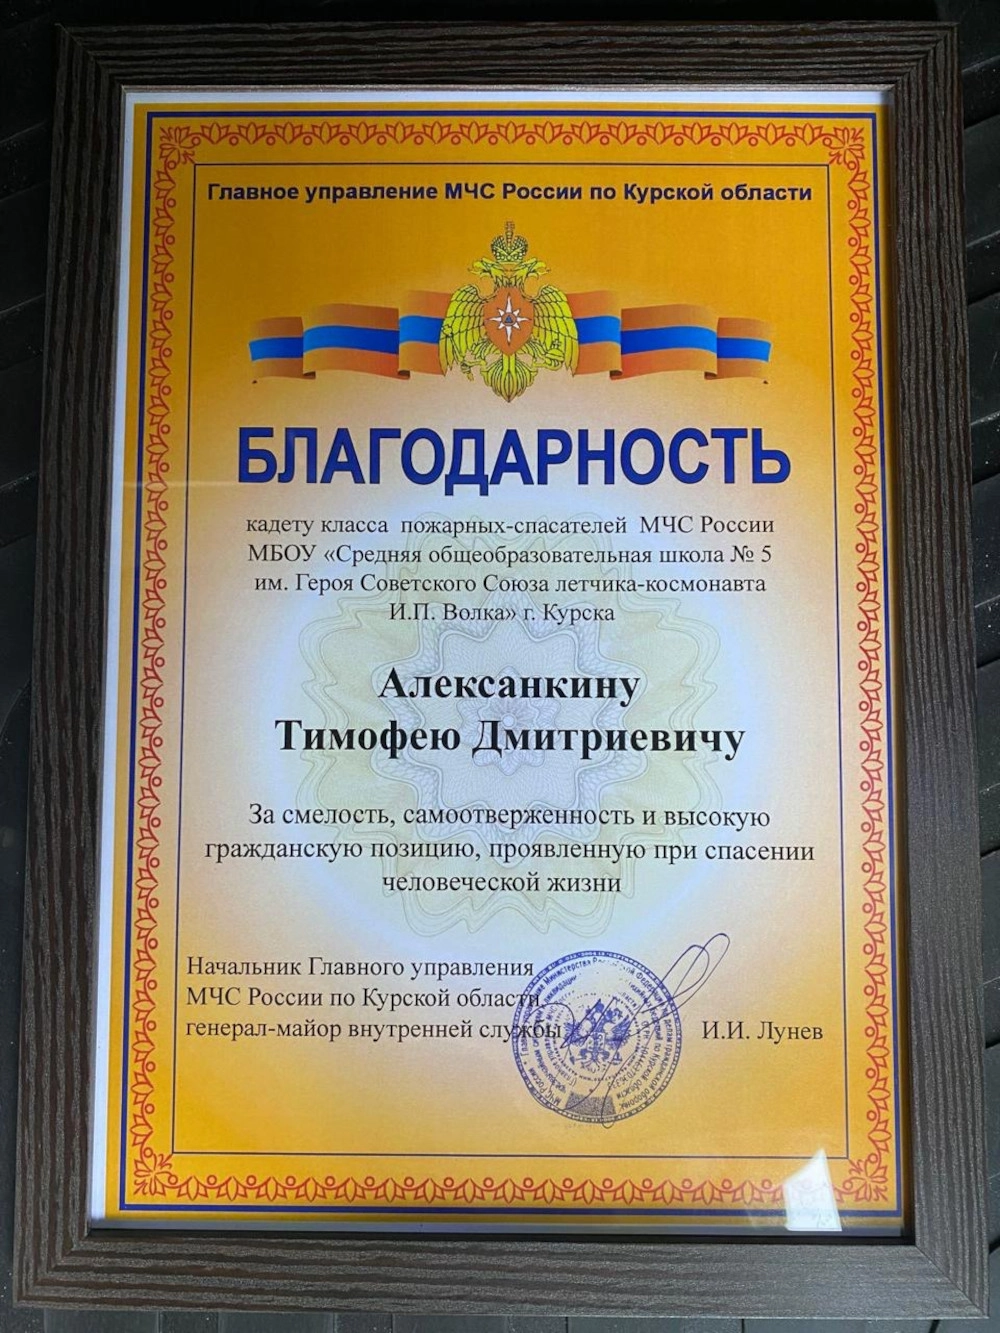 Главное управление МЧС России по Курской области
БЛАГОДАРНОСТЬ
кадету класса пожарных-спасателей МЧС России
МБОУ «Средняя общеобразовательная школа № 5
им. Героя Советского Союза летчика-космонавта
И.П. Волка» г. Курска
Алексанкину
Тимофею Дмитриевичу
За смелость, самоотверженность и высокую
гражданскую позицию, проявленную при спасении
человеческой жизни
Начальник Главного управления
МЧС России по Курской области,
генерал-майор внутренней службы
И.И. Лунев